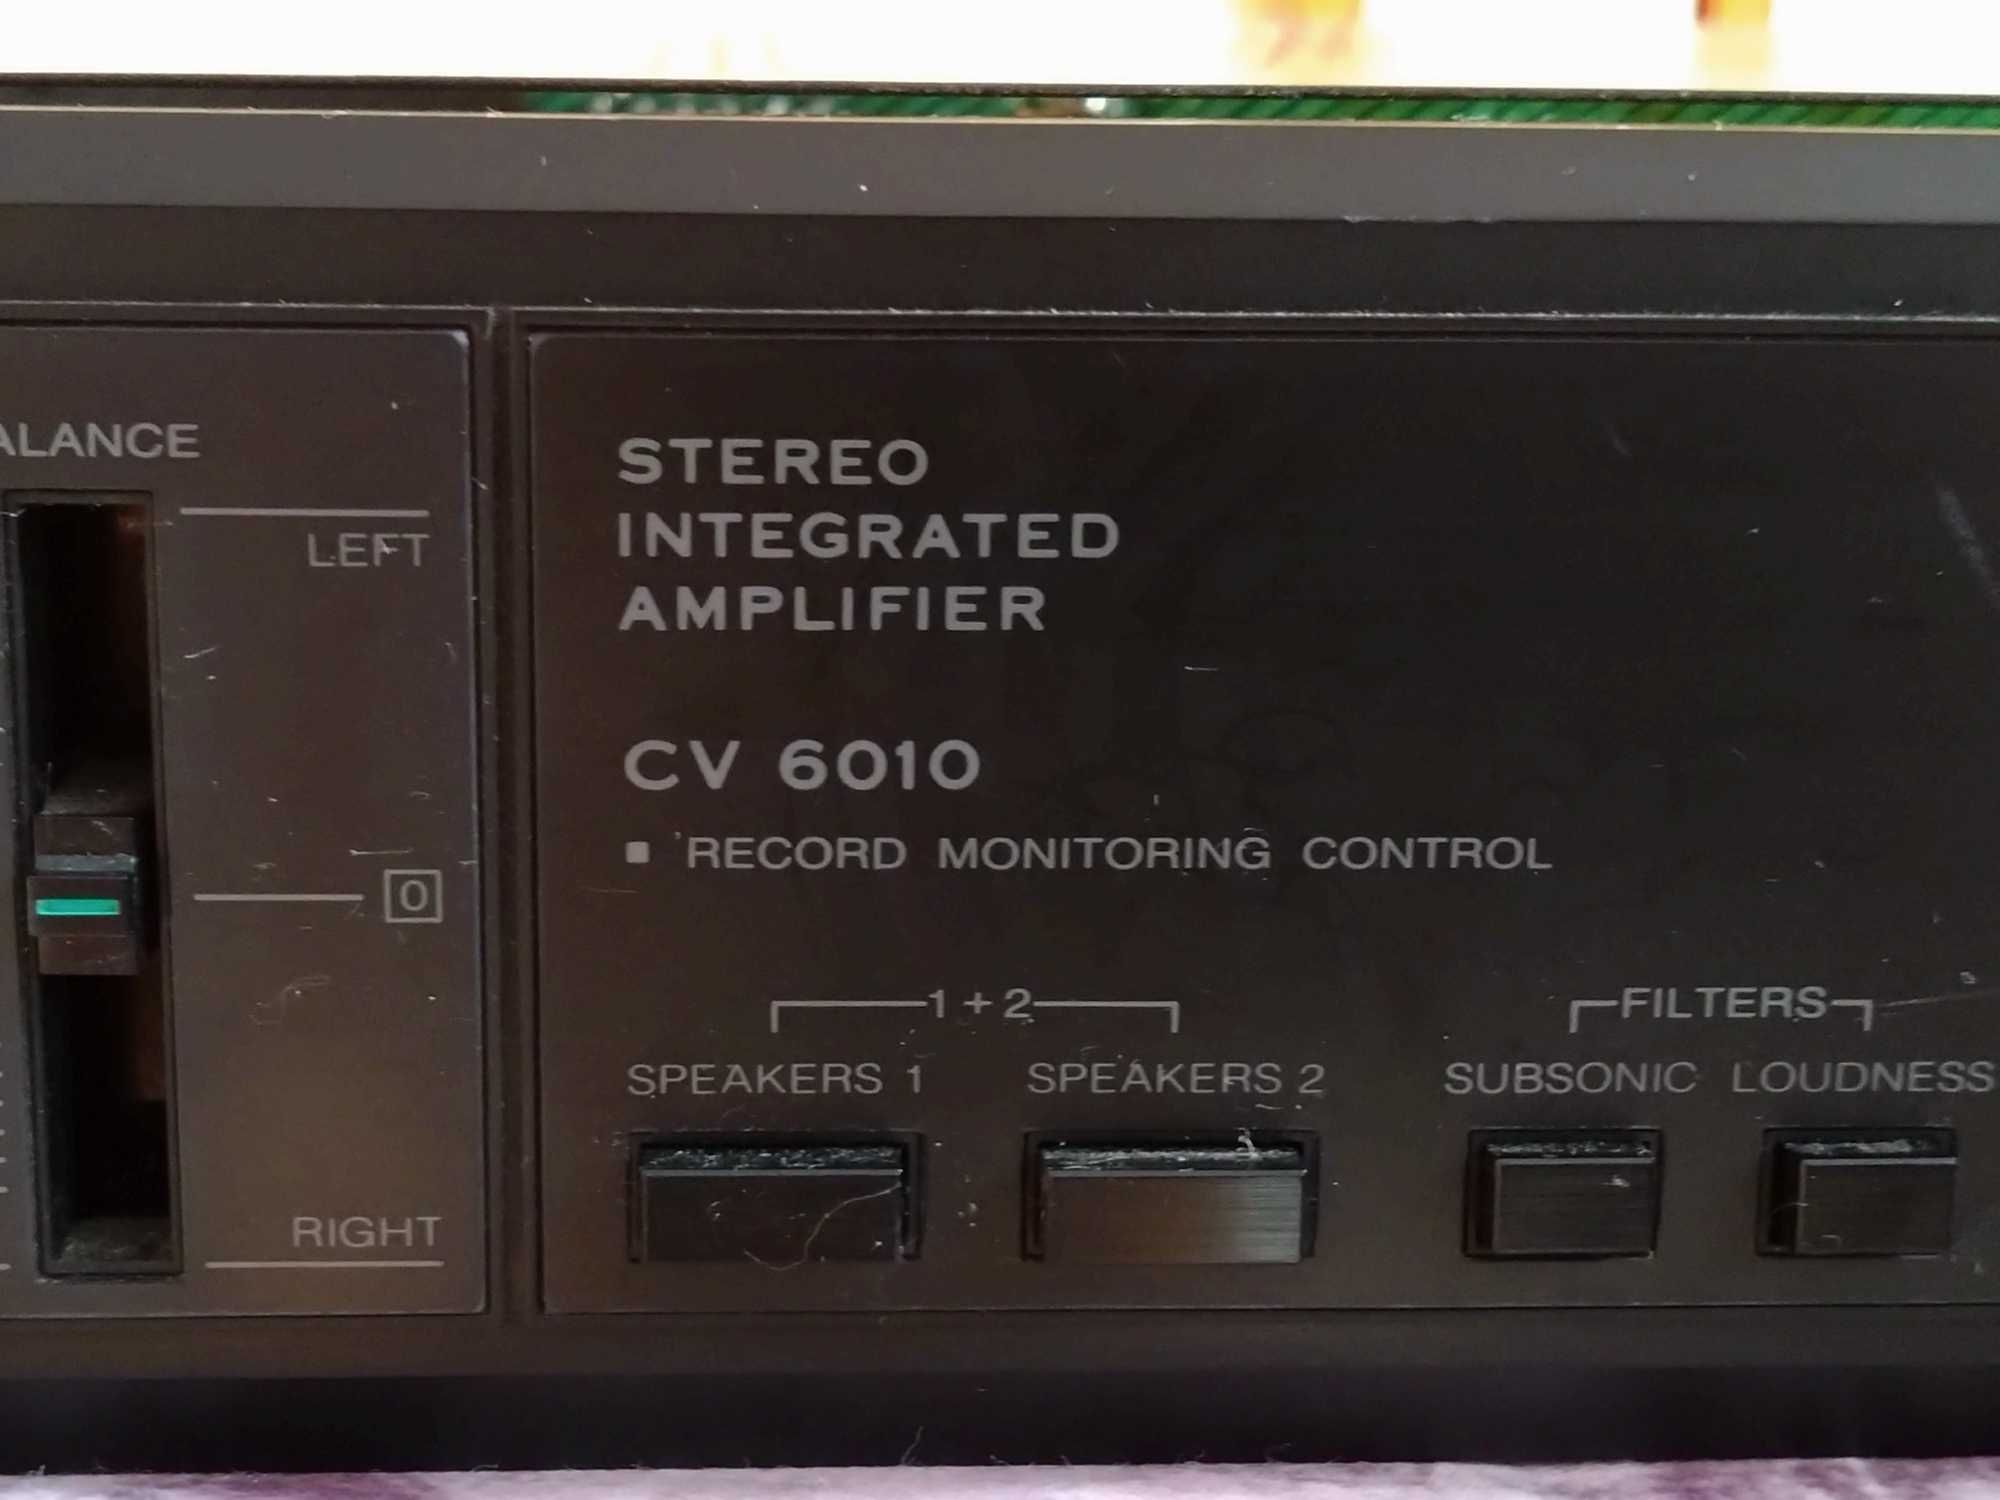 ALANCE
LEFT
0
RIGHT
STEREO
INTEGRATED
AMPLIFIER
CV 6010
RECORD MONITORING CONTROL
1+2
SPEAKERS 1 SPEAKERS 2
FILTERS
SUBSONIC LOUDNESS